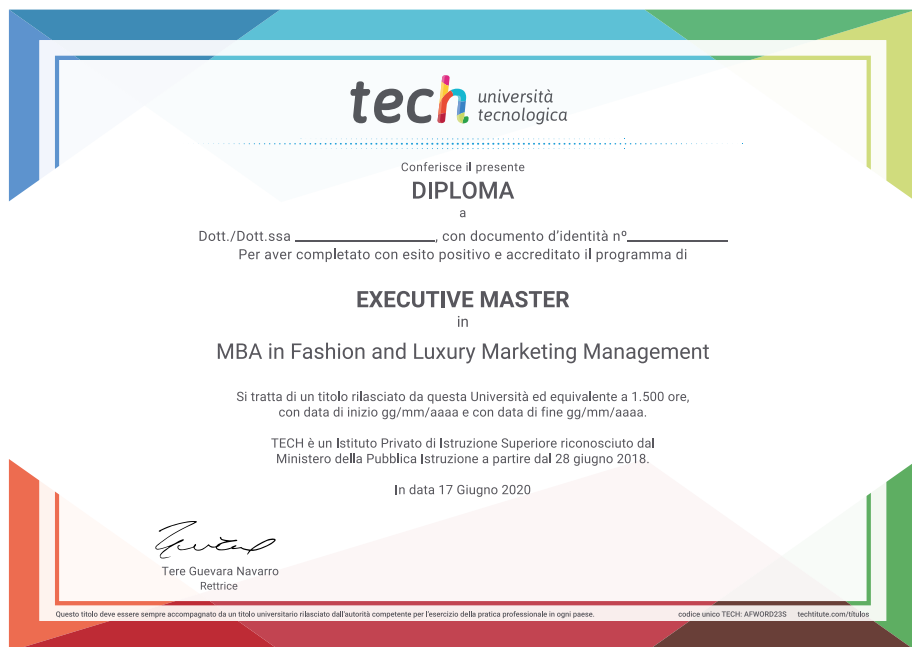 tech università
tecnologica
Conferisce il presente
DIPLOMA
a
Dott./Dott.ssa ____________________, con documento d'identità nº______________
Per aver completato con esito positivo e accreditato il programma di
EXECUTIVE MASTER
in
MBA in Fashion and Luxury Marketing Management
Si tratta di un titolo rilasciato da questa Università ed equivalente a 1.500 ore,
con data di inizio gg/mm/aaaa e con data di fine gg/mm/aaaa.
TECH è un Istituto Privato di Istruzione Superiore riconosciuto dal
Ministero della Pubblica Istruzione a partire dal 28 giugno 2018.
In data 17 Giugno 2020
Tere Guevara Navarro
Rettrice
Questo titolo deve essere sempre accompagnato da un titolo universitario rilasciato dall'autorità competente per l'esercizio della pratica professionale in ogni paese. codice unico TECH: AFWORD23S techtitute.com/titulos